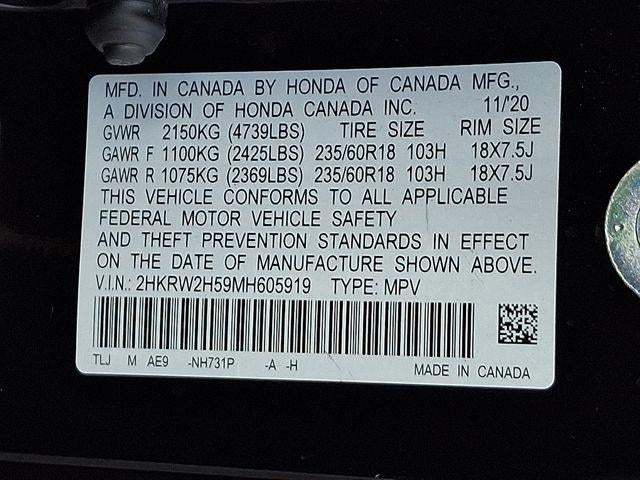 MFD. IN CANADA BY HONDA OF CANADA MFG.,
A DIVISION OF HONDA CANADA INC. 11/20
GVWR 2150KG (4739LBS) TIRE SIZE RIM SIZE
GAWR F 1100KG (2425LBS) 235/60R18 103H 18X7.5J
GAWR R 1075KG (2369LBS) 235/60R18 103H 18X7.5J
THIS VEHICLE CONFORMS TO ALL APPLICABLE
FEDERAL MOTOR VEHICLE SAFETY
AND THEFT PREVENTION STANDARDS IN EFFECT
ON THE DATE OF MANUFACTURE SHOWN ABOVE.
V.I.N.: 2HKRW2H59MH605919 TYPE: MPV
TLJ M AE9 -NH731P -A -H
MADE IN CANADA